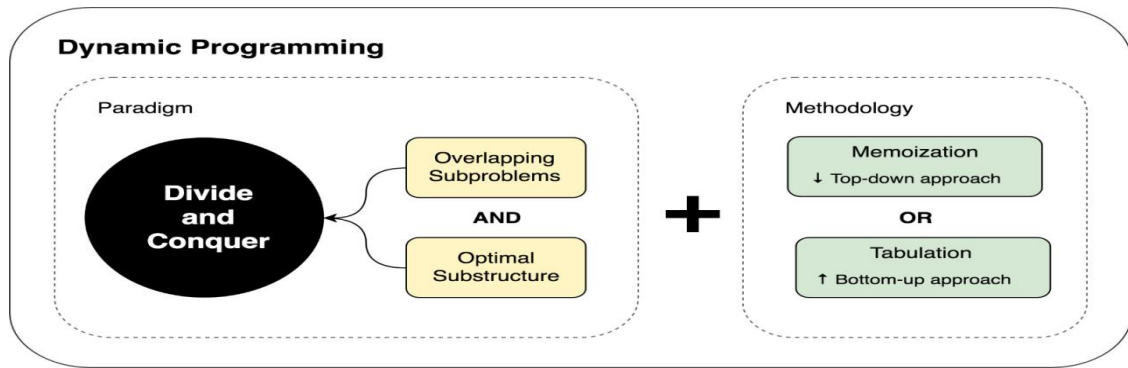 Dynamic Programming
Paradigm
Divide
and
Conquer
Overlapping
Subproblems
AND
Optimal
Substructure
+
Methodology
Memoization
↓ Top-down approach
OR
Tabulation
↑ Bottom-up approach